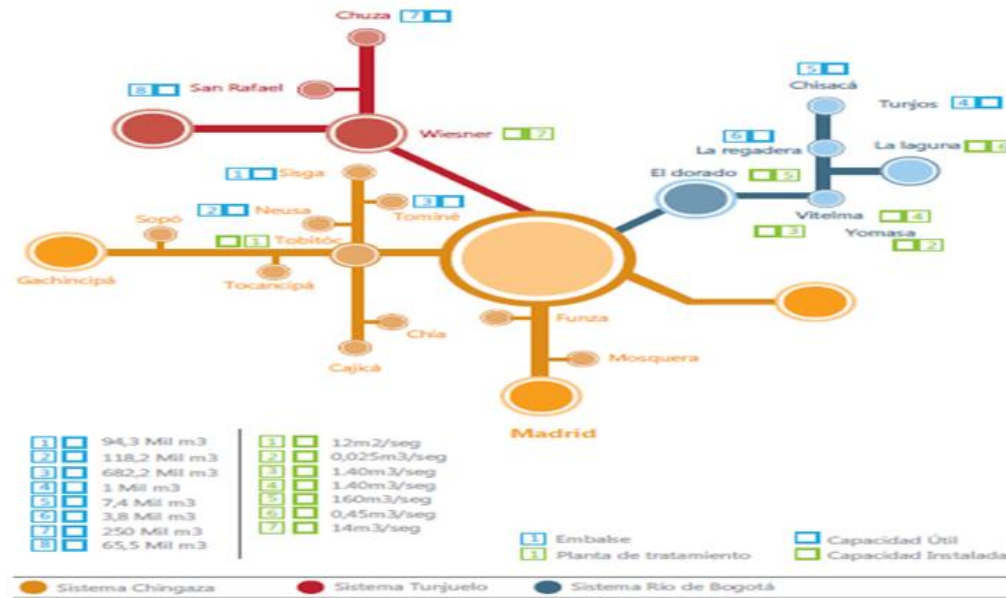 Chuza 7
8 San Rafael
Wiesner 7
5
Chisacá
Tunjos 4
6
La regadera
La laguna 6
El dorado 5
1 Sisga
3
Tominé
2 Neusa
Sopó
1 Tobitóc
Vitelma 4
3
Yomasa
2
Gachincipá
Tocancipá
Chía
Cajicá
Funza
Mosquera
Madrid
1 94,3 Mil m3
2 118,2 Mil m3
3 682,2 Mil m3
4 1 Mil m3
5 7,4 Mil m3
6 3,8 Mil m3
7 250 Mil m3
8 65,5 Mil m3
1 12m2/seg
2 0,025m3/seg
3 1.40m3/seg
4 1.40m3/seg
5 160m3/seg
6 0,45m3/seg
7 14m3/seg
1 Embalse
Capacidad Útil
1 Planta de tratamiento
Capacidad Instalada
Sistema Chingaza
Sistema Tunjuelo
Sistema Río de Bogotá